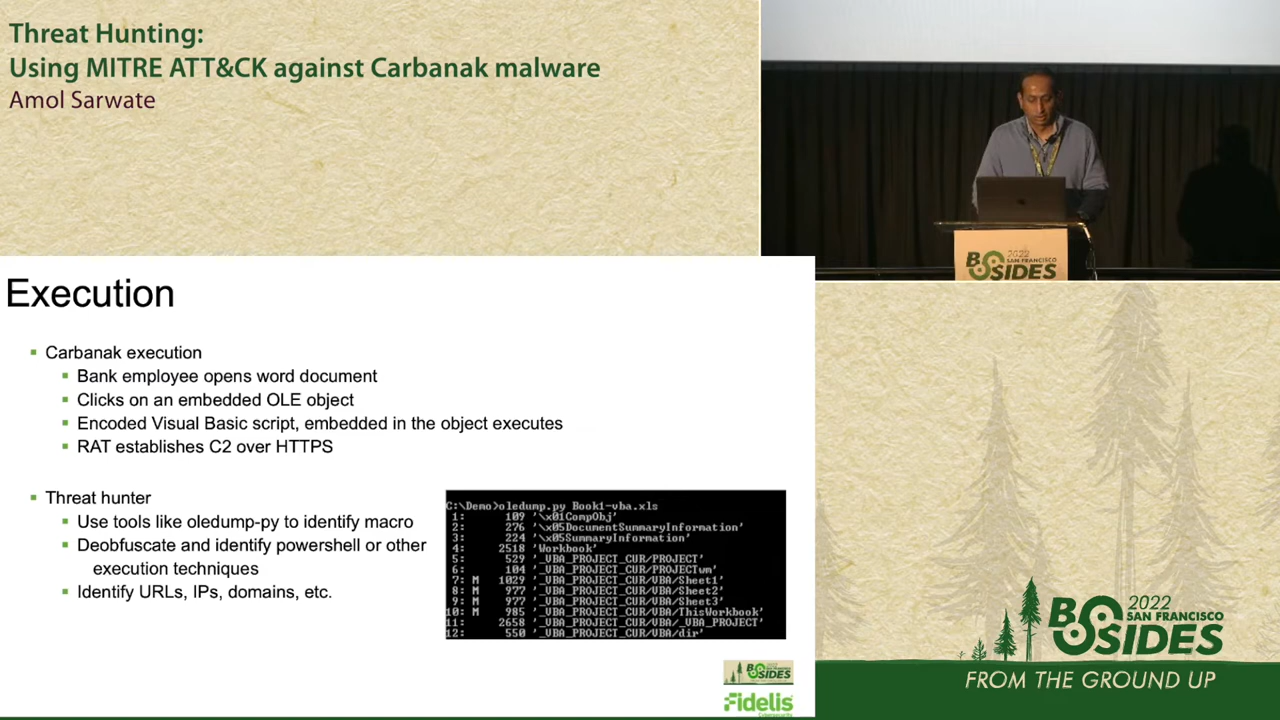 Threat Hunting:
Using MITRE ATT&CK against Carbanak malware
Amol Sarwate
2022
SAN FRANCISCO
BSIDES
Execution
▪ Carbanak execution
▪ Bank employee opens word document
▪ Clicks on an embedded OLE object
▪ Encoded Visual Basic script, embedded in the object executes
▪ RAT establishes C2 over HTTPS
▪ Threat hunter
▪ Use tools like oledump-py to identify macro
▪ Deobfuscate and identify powershell or other
execution techniques
▪ Identify URLs, IPs, domains, etc.
C:\Demo>oledump.py Book1-vba.xls
1: 109 '\x01CompObj'
2: 276 '\x05DocumentSummaryInformation'
3: 224 '\x05SummaryInformation'
4: 2518 'Workbook'
5: 529 '_VBA_PROJECT_CUR/PROJECT'
6: 104 '_VBA_PROJECT_CUR/PROJECTwm'
7: M 1029 '_VBA_PROJECT_CUR/VBA/Sheet1'
8: M 977 '_VBA_PROJECT_CUR/VBA/Sheet2'
9: M 977 '_VBA_PROJECT_CUR/VBA/Sheet3'
10: M 985 '_VBA_PROJECT_CUR/VBA/ThisWorkbook'
11: 2658 '_VBA_PROJECT_CUR/VBA/_VBA_PROJECT'
12: 550 '_VBA_PROJECT_CUR/VBA/dir'
2022
BSIDES
Fidelis
Cybersecurity
2022
SAN FRANCISCO
BSIDES
FROM THE GROUND UP